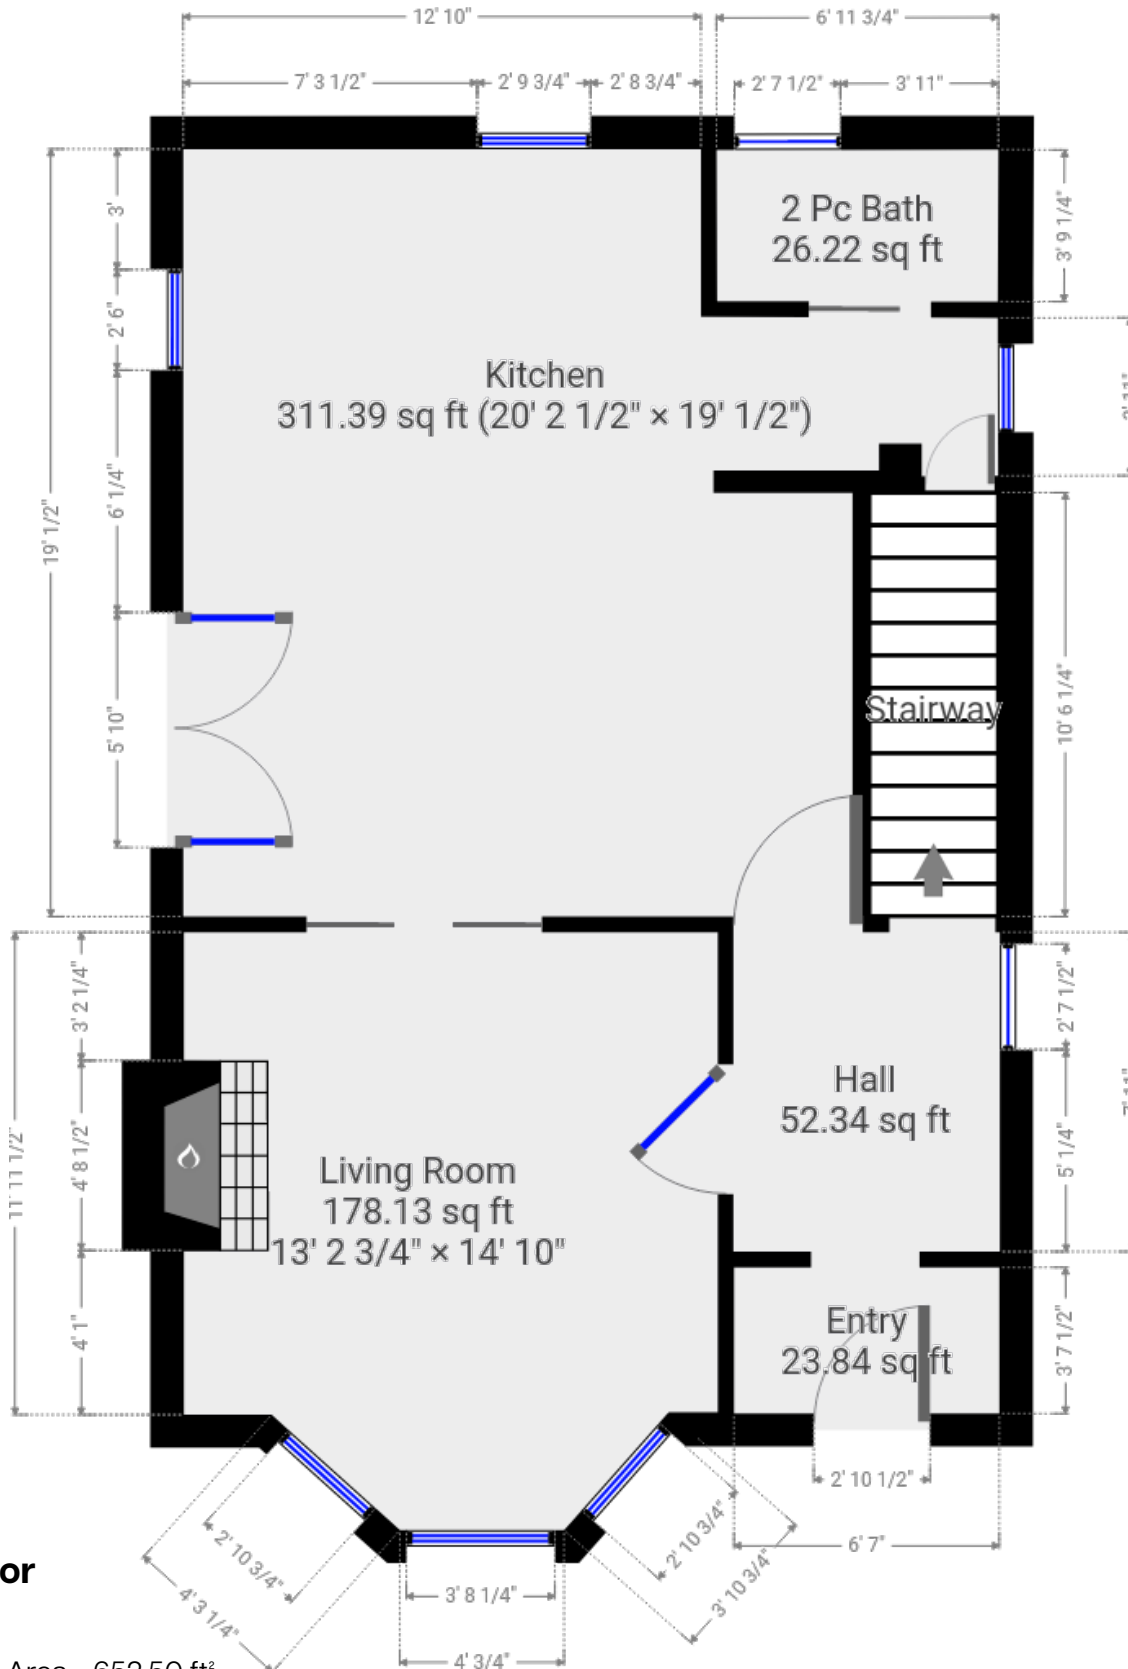 12' 10"
6' 11 3/4"
7' 3 1/2"
2' 9 3/4"
2' 8 3/4"
2' 7 1/2"
3' 11"
3'
2' 6"
6' 1/4"
5' 10"
19' 1/2"
2 Pc Bath
26.22 sq ft
3' 9 1/4"
Kitchen
311.39 sq ft (20' 2 1/2" × 19' 1/2")
Stairway
10' 6 1/4"
3' 2 1/4"
4' 8 1/2"
4' 1"
11' 11 1/2"
Hall
52.34 sq ft
2' 7 1/2"
5' 1/4"
Living Room
178.13 sq ft
13' 2 3/4" × 14' 10"
Entry
23.84 sq ft
3' 7 1/2"
2' 10 1/2"
6' 7"
2' 10 3/4"
4' 3 1/4"
3' 8 1/4"
4' 3/4"
2' 10 3/4"
3' 10 3/4"
or
Area